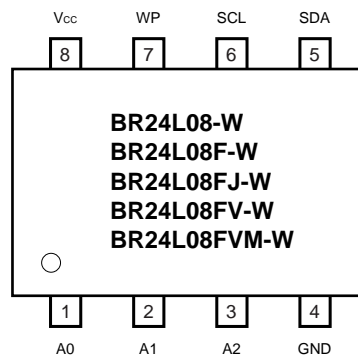 Vcc WP SCL SDA
8 7 6 5
BR24L08-W
BR24L08F-W
BR24L08FJ-W
BR24L08FV-W
BR24L08FVM-W
1 2 3 4
A0 A1 A2 GND